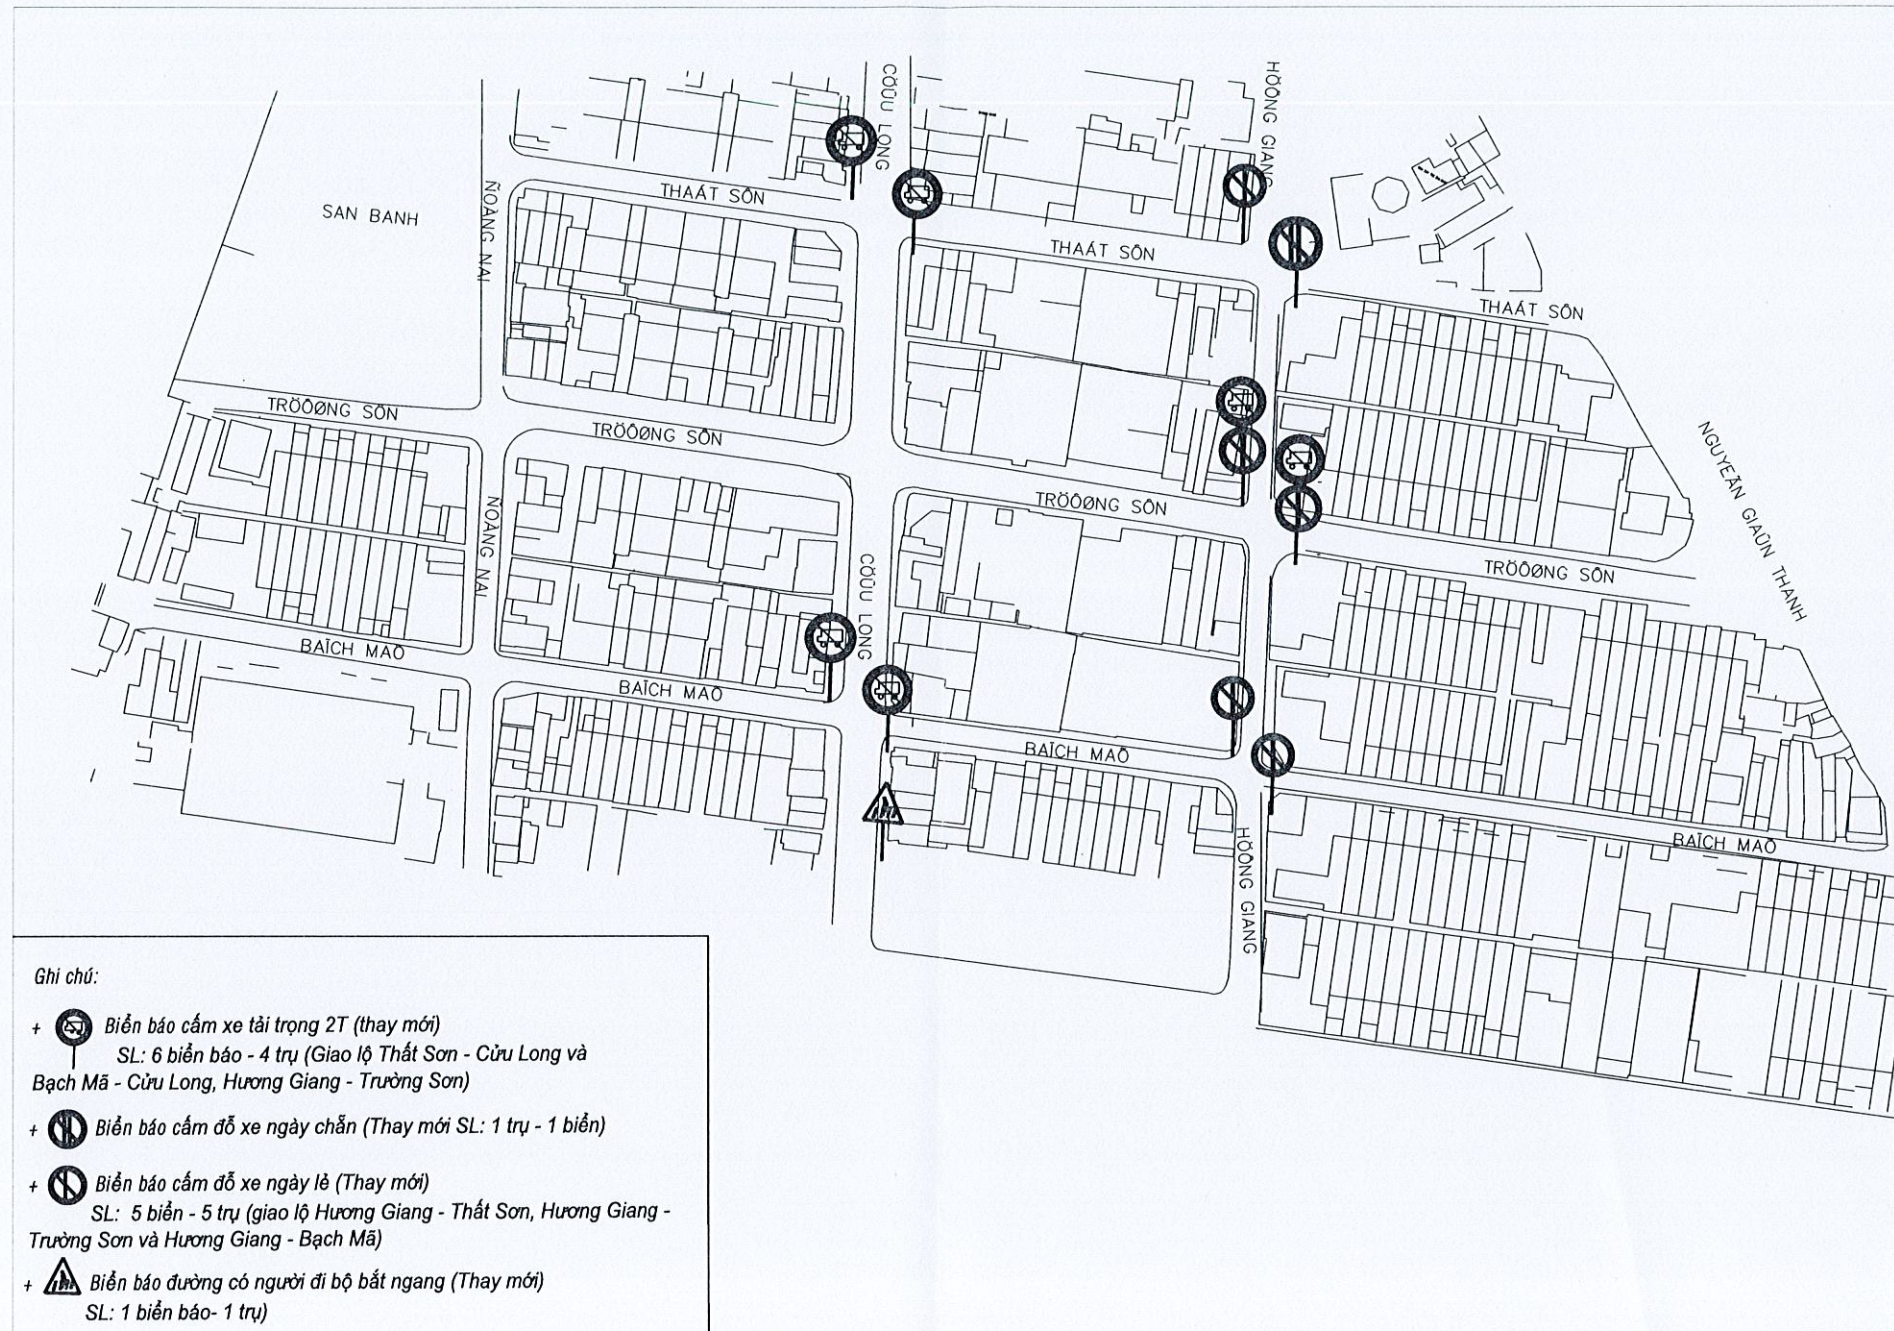 CÖÛU LONG
HÖÔNG GIANG
THAÁT SÔN
ÑOÀNG NAI
SAN BANH
THAÁT SÔN
THAÁT SÔN
TRÖÔØNG SÔN
TRÖÔØNG SÔN
NGUYEÃN GIAÛN THANH
TRÖÔØNG SÔN
ÑOÀNG NAI
CÖÛU LONG
TRÖÔØNG SÔN
BAÏCH MAÕ
BAÏCH MAÕ
BAÏCH MAÕ
HÖÔNG GIANG
BAÏCH MAÕ
Ghi chú:
+ Biển báo cấm xe tải trọng 2T (thay mới)
SL: 6 biển báo - 4 trụ (Giao lộ Thất Sơn - Cửu Long và
Bạch Mã - Cửu Long, Hương Giang - Trường Sơn)
+ Biển báo cấm đỗ xe ngày chẵn (Thay mới SL: 1 trụ - 1 biển)
+ Biển báo cấm đỗ xe ngày lẻ (Thay mới)
SL: 5 biển - 5 trụ (giao lộ Hương Giang - Thất Sơn, Hương Giang -
Trường Sơn và Hương Giang - Bạch Mã)
+ Biển báo đường có người đi bộ bắt ngang (Thay mới)
SL: 1 biển báo- 1 trụ)